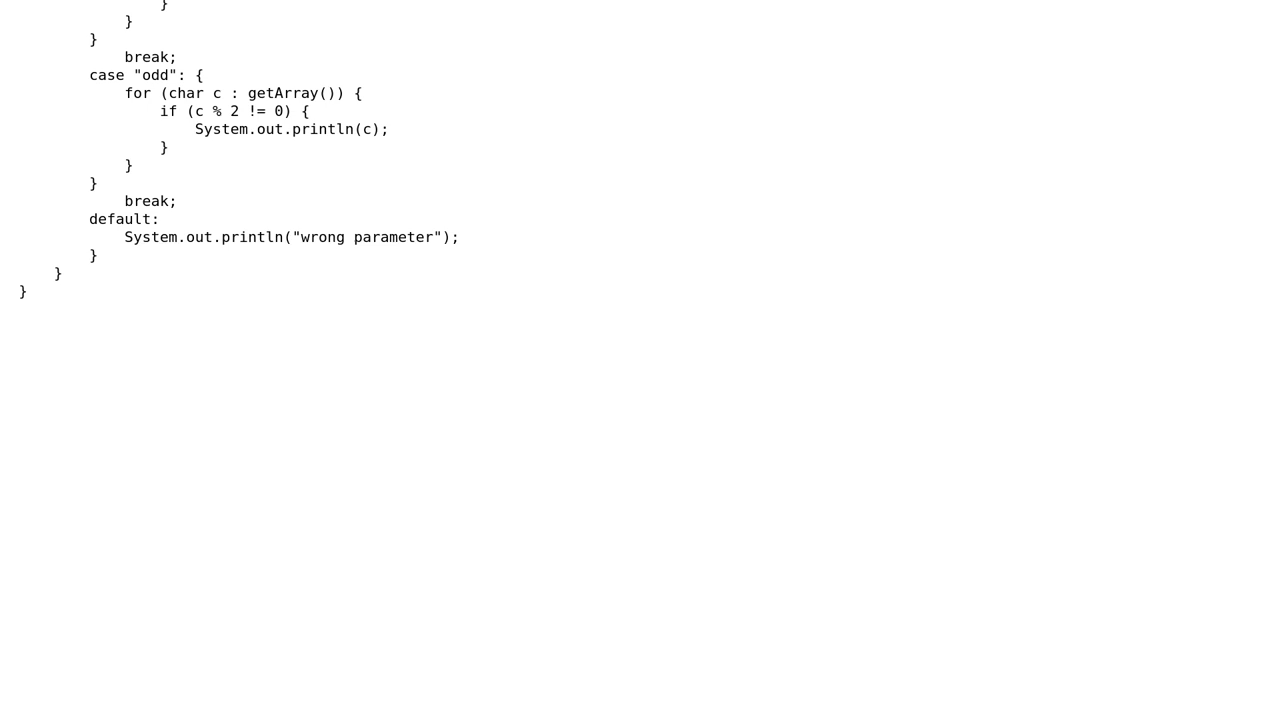 }
            }
        }
            break;
        case "odd": {
            for (char c : getArray()) {
                if (c % 2 != 0) {
                    System.out.println(c);
                }
            }
        }
            break;
        default:
            System.out.println("wrong parameter");
        }
    }
}